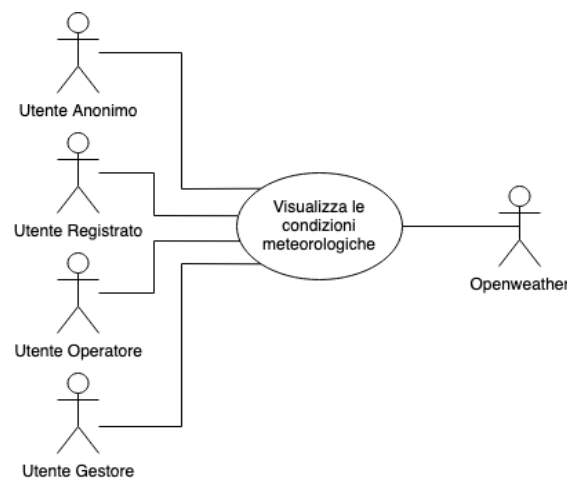 Utente Anonimo
Utente Registrato
Utente Operatore
Utente Gestore
Visualizza le
condizioni
meteorologiche
Openweather